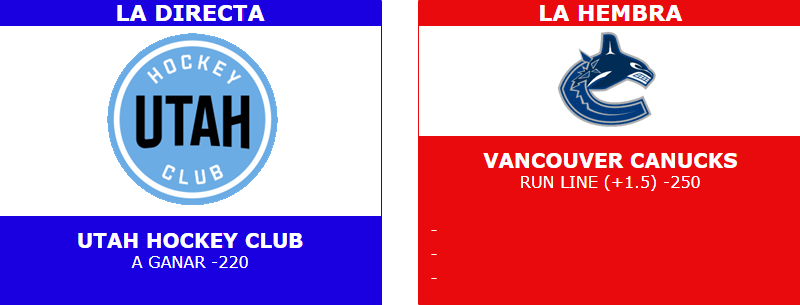 LA DIRECTA
HOCKEY
UTAH
CLUB
UTAH HOCKEY CLUB
A GANAR -220
LA HEMBRA
VANCOUVER CANUCKS
RUN LINE (+1.5) -250
-
-
-